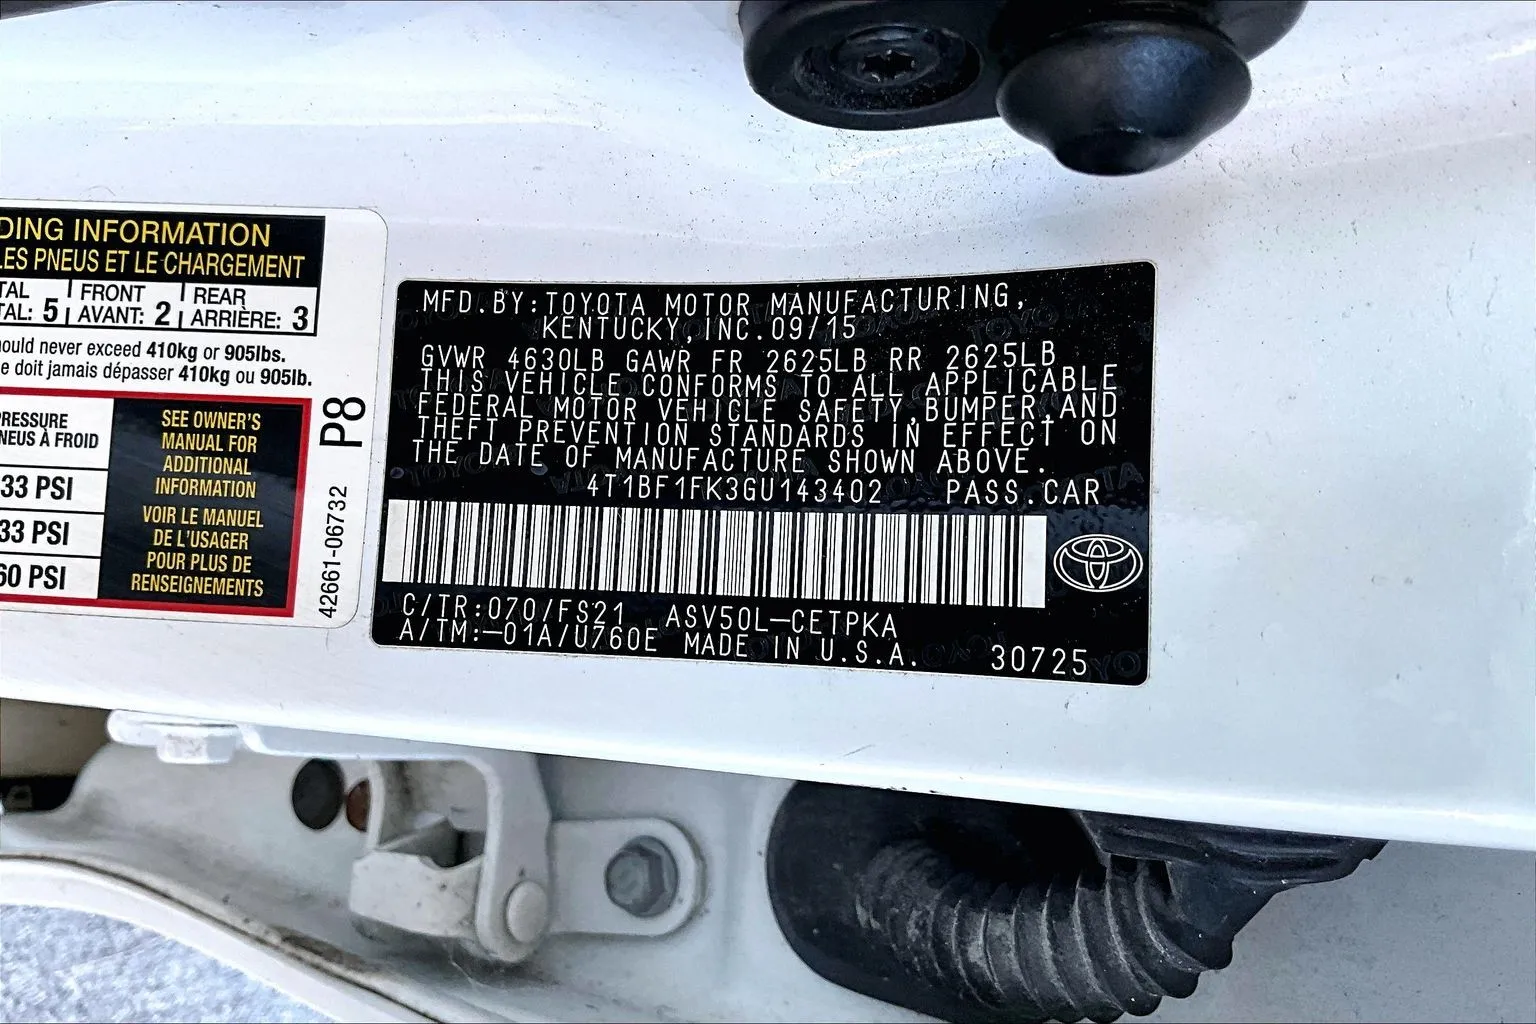 DING INFORMATION
LES PNEUS ET LE CHARGEMENT
TAL FRONT REAR
TAL: 5 AVANT: 2 ARRIÈRE: 3
ould never exceed 410kg or 905lbs.
e doit jamais dépasser 410kg ou 905lb.
RESSURE
NEUS À FROID
33 PSI
33 PSI
60 PSI
SEE OWNER'S
MANUAL FOR
ADDITIONAL
INFORMATION
VOIR LE MANUEL
DE L'USAGER
POUR PLUS DE
RENSEIGNEMENTS
P8
42661-06732
MFD.BY:TOYOTA MOTOR MANUFACTURING,
KENTUCKY,INC.09/15
GVWR 4630LB GAWR FR 2625LB RR 2625LB
THIS VEHICLE CONFORMS TO ALL APPLICABLE
FEDERAL MOTOR VEHICLE SAFETY,BUMPER,AND
THEFT PREVENTION STANDARDS IN EFFECT ON
THE DATE OF MANUFACTURE SHOWN ABOVE.
4T1BF1FK3GU143402 PASS.CAR
C/TR:070/FS21 ASV50L-CETPKA
A/TM:-01A/U760E MADE IN U.S.A. 30725